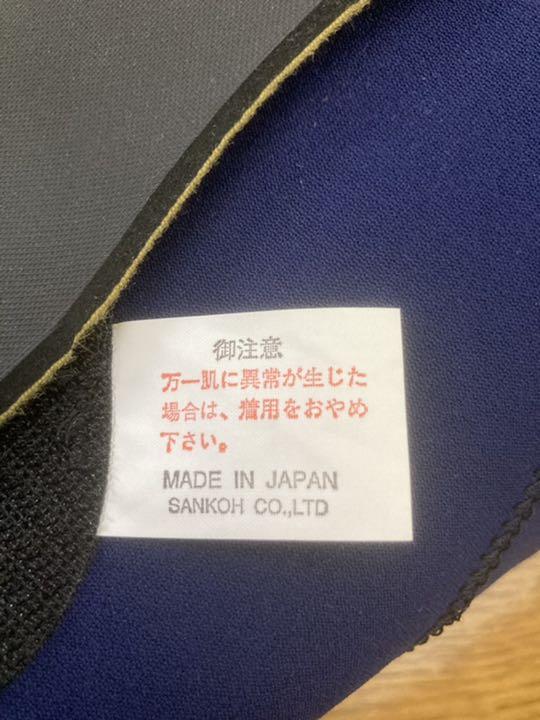 御注意
万一肌に異常が生じた
場合は、着用をおやめ
下さい。
MADE IN JAPAN
SANKOH CO.,LTD